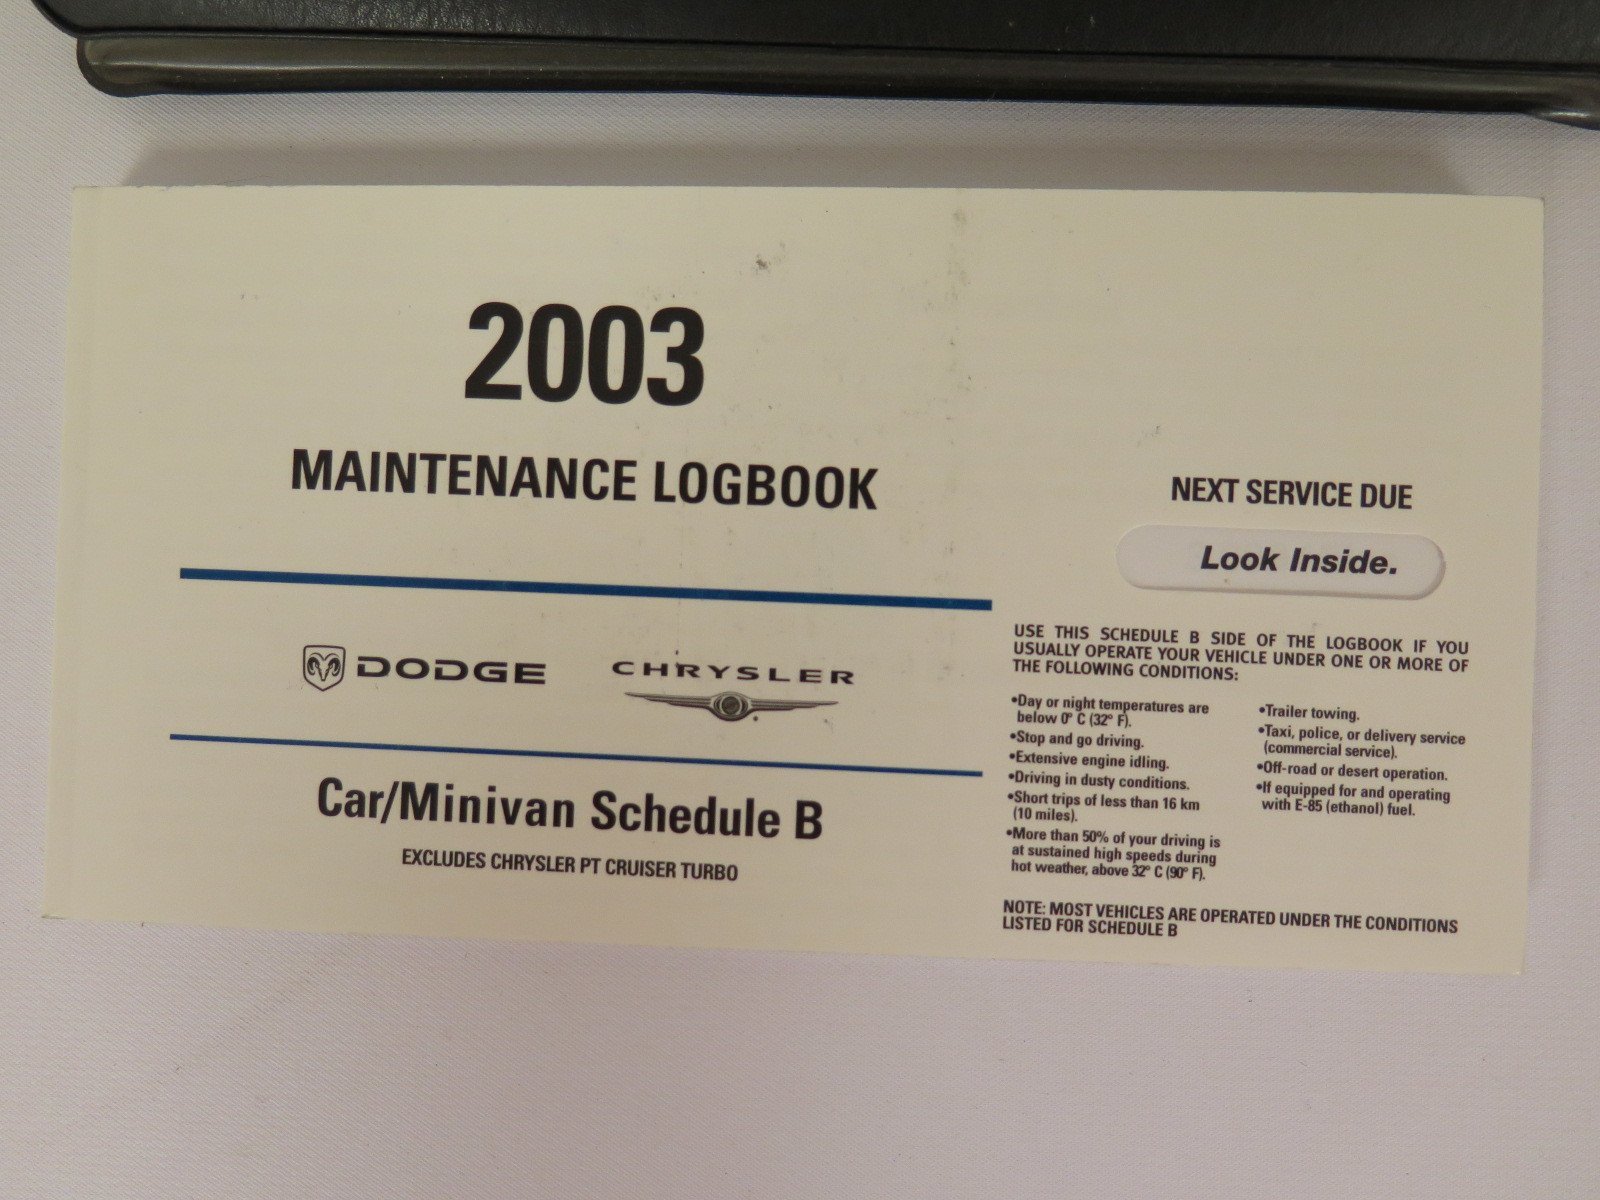 2003
MAINTENANCE LOGBOOK
DODGE
CHRYSLER
Car/Minivan Schedule B
EXCLUDES CHRYSLER PT CRUISER TURBO
NEXT SERVICE DUE
Look Inside.
USE THIS SCHEDULE B SIDE OF THE LOGBOOK IF YOU
USUALLY OPERATE YOUR VEHICLE UNDER ONE OR MORE OF
THE FOLLOWING CONDITIONS:
•Day or night temperatures are
below 0° C (32° F).
•Stop and go driving.
•Extensive engine idling.
•Driving in dusty conditions.
•Short trips of less than 16 km
(10 miles).
•More than 50% of your driving is
at sustained high speeds during
hot weather, above 32° C (90° F).
•Trailer towing.
•Taxi, police, or delivery service
(commercial service).
•Off-road or desert operation.
•If equipped for and operating
with E-85 (ethanol) fuel.
NOTE: MOST VEHICLES ARE OPERATED UNDER THE CONDITIONS
LISTED FOR SCHEDULE B